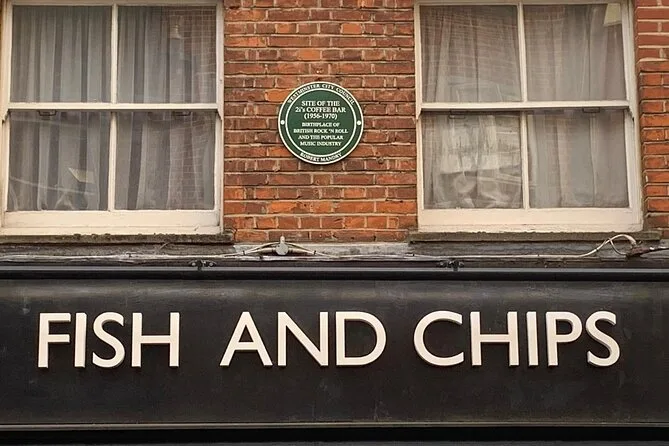 WESTMINSTER CITY COUNCIL
SITE OF THE
2i's COFFEE BAR
(1956-1970)
BIRTHPLACE OF
BRITISH ROCK 'N ROLL
AND THE POPULAR
MUSIC INDUSTRY
ROBERT MANDRY
FISH AND CHIPS